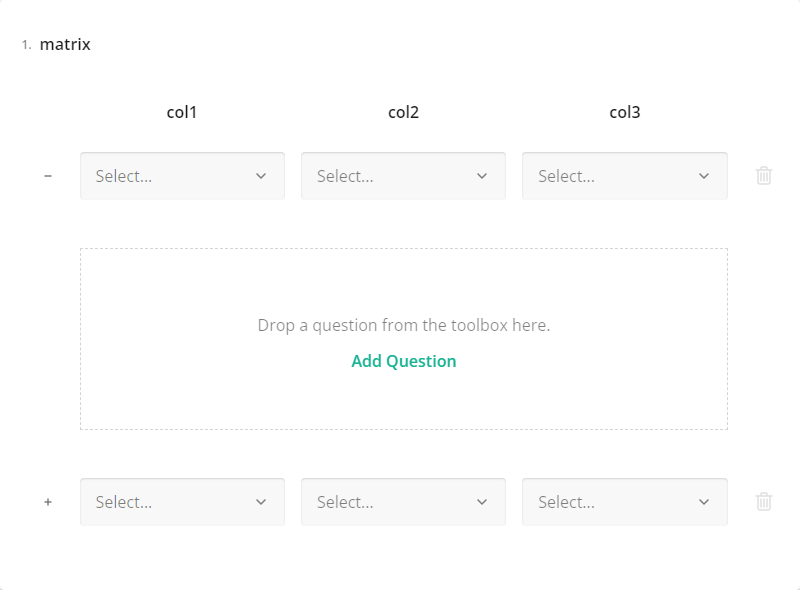 1. matrix
col1 col2 col3
− Select... Select... Select...
Drop a question from the toolbox here.
Add Question
+ Select... Select... Select...